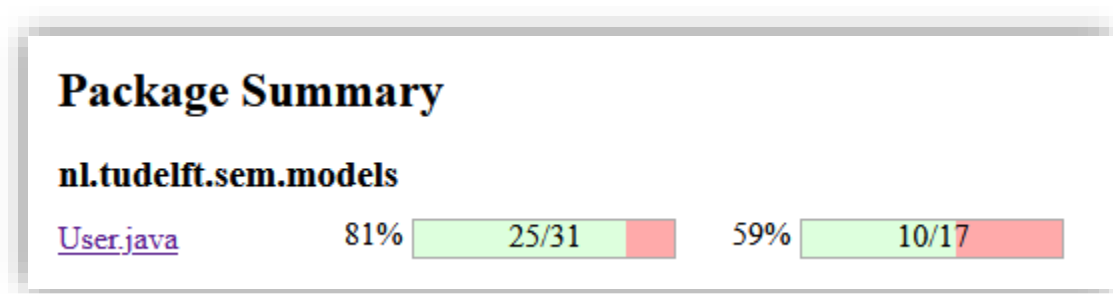 Package Summary
nl.tudelft.sem.models
User.java 81% 25/31 59% 10/17